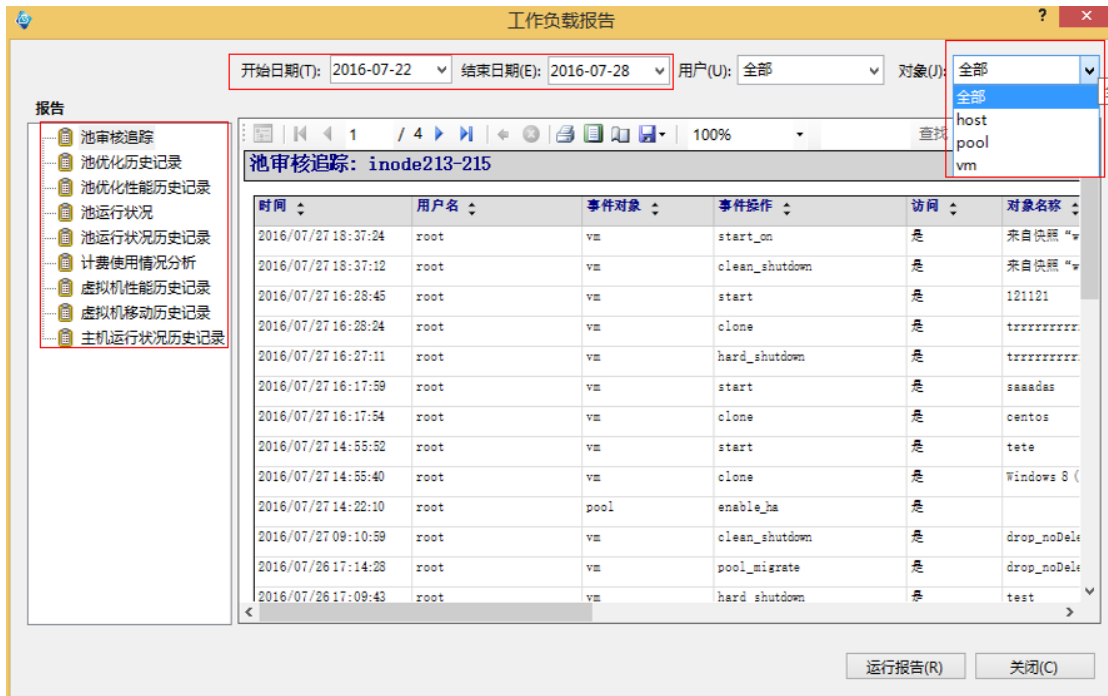 工作负载报告
?
开始日期(T): 2016-07-22 结束日期(E): 2016-07-28 用户(U): 全部 对象(J): 全部
全部
host
pool
vm
报告
池审核追踪
池优化历史记录
池优化性能历史记录
池运行状况
池运行状况历史记录
计费使用情况分析
虚拟机性能历史记录
虚拟机移动历史记录
主机运行状况历史记录
1 / 4 100% 查找
池审核追踪: inode213-215
时间 用户名 事件对象 事件操作 访问 对象名称
2016/07/27 18:37:24 root vm start_on 是 来自快照 “w
2016/07/27 18:37:12 root vm clean_shutdown 是 来自快照 “w
2016/07/27 16:28:45 root vm start 是 121121
2016/07/27 16:28:24 root vm clone 是
2016/07/27 16:27:11 root vm hard_shutdown 是
2016/07/27 16:17:59 root vm start 是 saaadas
2016/07/27 16:17:54 root vm clone 是 centos
2016/07/27 14:55:52 root vm start 是 tete
2016/07/27 14:55:40 root vm clone 是 Windows 8 (
2016/07/27 14:22:10 root pool enable_ha 是
2016/07/27 09:10:59 root vm clean_shutdown 是 drop_noDele
2016/07/26 17:14:28 root vm pool_migrate 是 drop_noDele
2016/07/26 17:09:43 root vm hard_shutdown 是 test
运行报告(R) 关闭(C)